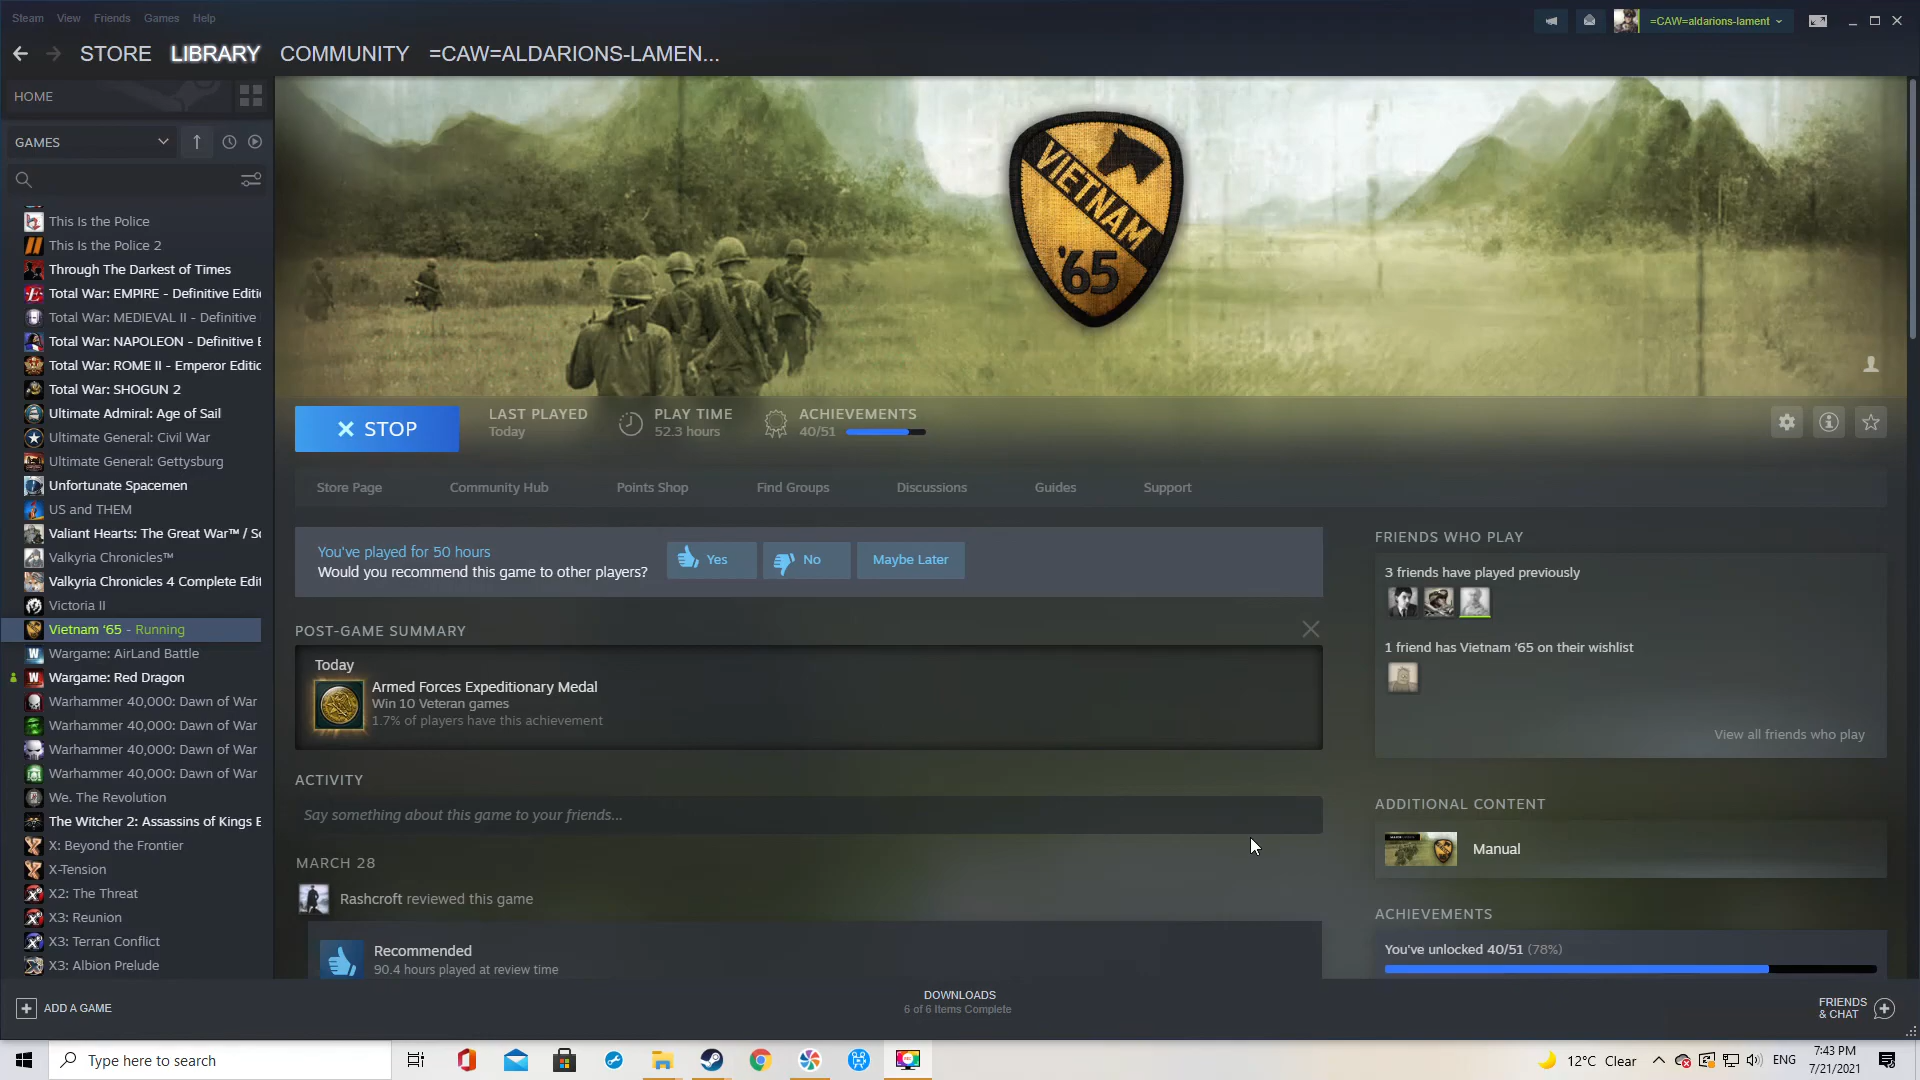 Steam View Friends Games Help
=CAW=aldarions-lament
STORE LIBRARY COMMUNITY =CAW=ALDARIONS-LAMEN...
HOME
GAMES
This Is the Police
This Is the Police 2
Through The Darkest of Times
Total War: EMPIRE - Definitive Editi
Total War: MEDIEVAL II - Definitive
Total War: NAPOLEON - Definitive E
Total War: ROME II - Emperor Editic
Total War: SHOGUN 2
Ultimate Admiral: Age of Sail
Ultimate General: Civil War
Ultimate General: Gettysburg
Unfortunate Spacemen
US and THEM
Valiant Hearts: The Great War™ / So
Valkyria Chronicles™
Valkyria Chronicles 4 Complete Edit
Victoria II
Vietnam ‘65 - Running
Wargame: AirLand Battle
Wargame: Red Dragon
Warhammer 40,000: Dawn of War
Warhammer 40,000: Dawn of War
Warhammer 40,000: Dawn of War
Warhammer 40,000: Dawn of War
We. The Revolution
The Witcher 2: Assassins of Kings E
X: Beyond the Frontier
X-Tension
X2: The Threat
X3: Reunion
X3: Terran Conflict
X3: Albion Prelude
ADD A GAME
VIETNAM
'65
STOP
LAST PLAYED
Today
PLAY TIME
52.3 hours
ACHIEVEMENTS
40/51
Store Page Community Hub Points Shop Find Groups Discussions Guides Support
You've played for 50 hours
Would you recommend this game to other players?
Yes No Maybe Later
POST-GAME SUMMARY
Today
Armed Forces Expeditionary Medal
Win 10 Veteran games
1.7% of players have this achievement
ACTIVITY
Say something about this game to your friends...
MARCH 28
Rashcroft reviewed this game
Recommended
90.4 hours played at review time
FRIENDS WHO PLAY
3 friends have played previously
1 friend has Vietnam ‘65 on their wishlist
View all friends who play
ADDITIONAL CONTENT
Manual
ACHIEVEMENTS
You've unlocked 40/51 (78%)
DOWNLOADS
6 of 6 Items Complete
FRIENDS
& CHAT
Type here to search
12°C Clear
ENG
7:43 PM
7/21/2021